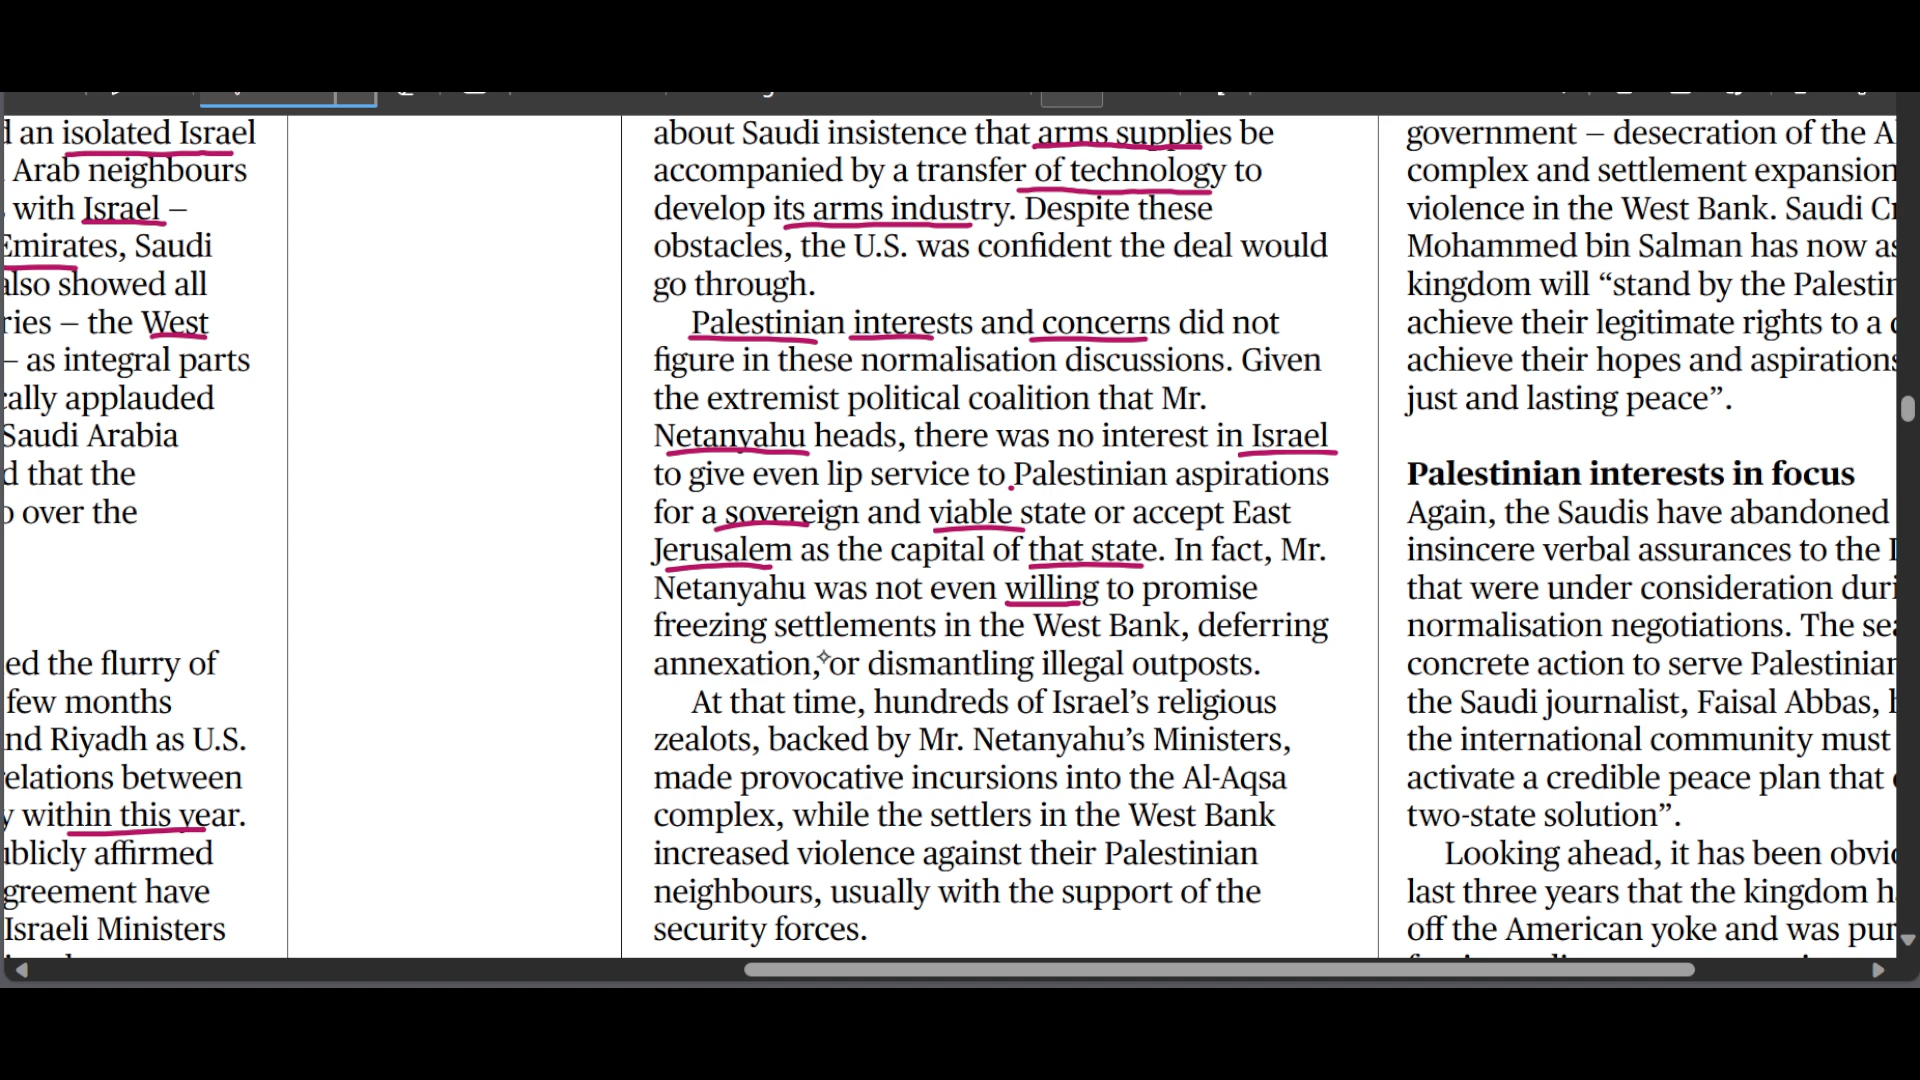 an isolated Israel
Arab neighbours
with Israel –
Emirates, Saudi
also showed all
– the West
– as integral parts
applauded
Saudi Arabia
that the
over the
the flurry of
few months
Riyadh as U.S.
between
within this year.
affirmed
have
Israeli Ministers
about Saudi insistence that arms supplies be
accompanied by a transfer of technology to
develop its arms industry. Despite these
obstacles, the U.S. was confident the deal would
go through.
Palestinian interests and concerns did not
figure in these normalisation discussions. Given
the extremist political coalition that Mr.
Netanyahu heads, there was no interest in Israel
to give even lip service to Palestinian aspirations
for a sovereign and viable state or accept East
Jerusalem as the capital of that state. In fact, Mr.
Netanyahu was not even willing to promise
freezing settlements in the West Bank, deferring
annexation, or dismantling illegal outposts.
At that time, hundreds of Israel’s religious
zealots, backed by Mr. Netanyahu’s Ministers,
made provocative incursions into the Al-Aqsa
complex, while the settlers in the West Bank
increased violence against their Palestinian
neighbours, usually with the support of the
security forces.
government – desecration of the
complex and settlement expansion
violence in the West Bank. Saudi
Mohammed bin Salman has now
kingdom will “stand by the
achieve their legitimate rights to a
achieve their hopes and aspirations
just and lasting peace”.
Palestinian interests in focus
Again, the Saudis have abandoned
insincere verbal assurances to the
that were under consideration
normalisation negotiations. The
concrete action to serve
the Saudi journalist, Faisal Abbas,
the international community must
activate a credible peace plan that
two-state solution”.
Looking ahead, it has been
last three years that the kingdom
off the American yoke and was